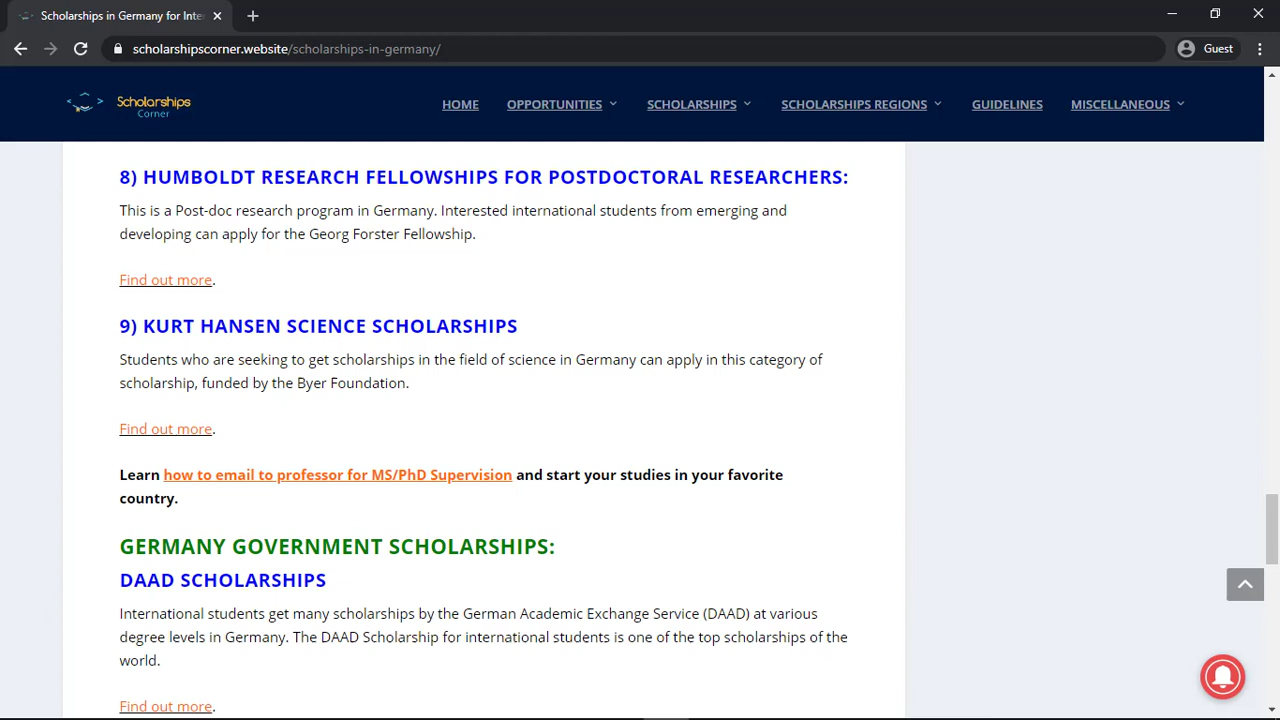 Scholarships in Germany for Inte
scholarshipscorner.website/scholarships-in-germany/
Guest
Scholarships
Corner
HOME
OPPORTUNITIES
SCHOLARSHIPS
SCHOLARSHIPS REGIONS
GUIDELINES
MISCELLANEOUS
8) HUMBOLDT RESEARCH FELLOWSHIPS FOR POSTDOCTORAL RESEARCHERS:
This is a Post-doc research program in Germany. Interested international students from emerging and
developing can apply for the Georg Forster Fellowship.
Find out more.
9) KURT HANSEN SCIENCE SCHOLARSHIPS
Students who are seeking to get scholarships in the field of science in Germany can apply in this category of
scholarship, funded by the Byer Foundation.
Find out more.
Learn how to email to professor for MS/PhD Supervision and start your studies in your favorite
country.
GERMANY GOVERNMENT SCHOLARSHIPS:
DAAD SCHOLARSHIPS
International students get many scholarships by the German Academic Exchange Service (DAAD) at various
degree levels in Germany. The DAAD Scholarship for international students is one of the top scholarships of the
world.
Find out more.